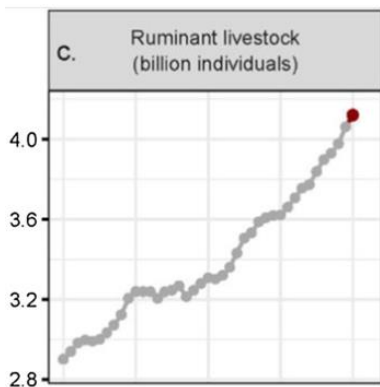 C.
Ruminant livestock
(billion individuals)
4.0
3.6
3.2
2.8